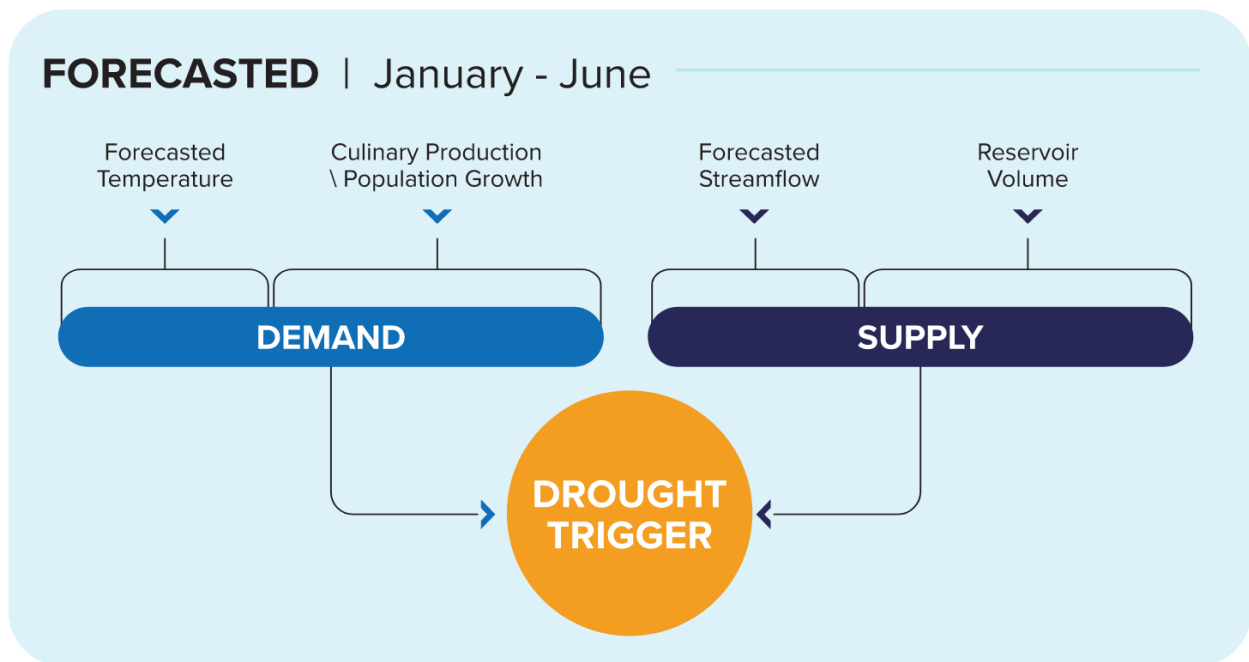 FORECASTED | January - June
Forecasted
Temperature
Culinary Production
\ Population Growth
Forecasted
Streamflow
Reservoir
Volume
DEMAND
SUPPLY
DROUGHT
TRIGGER